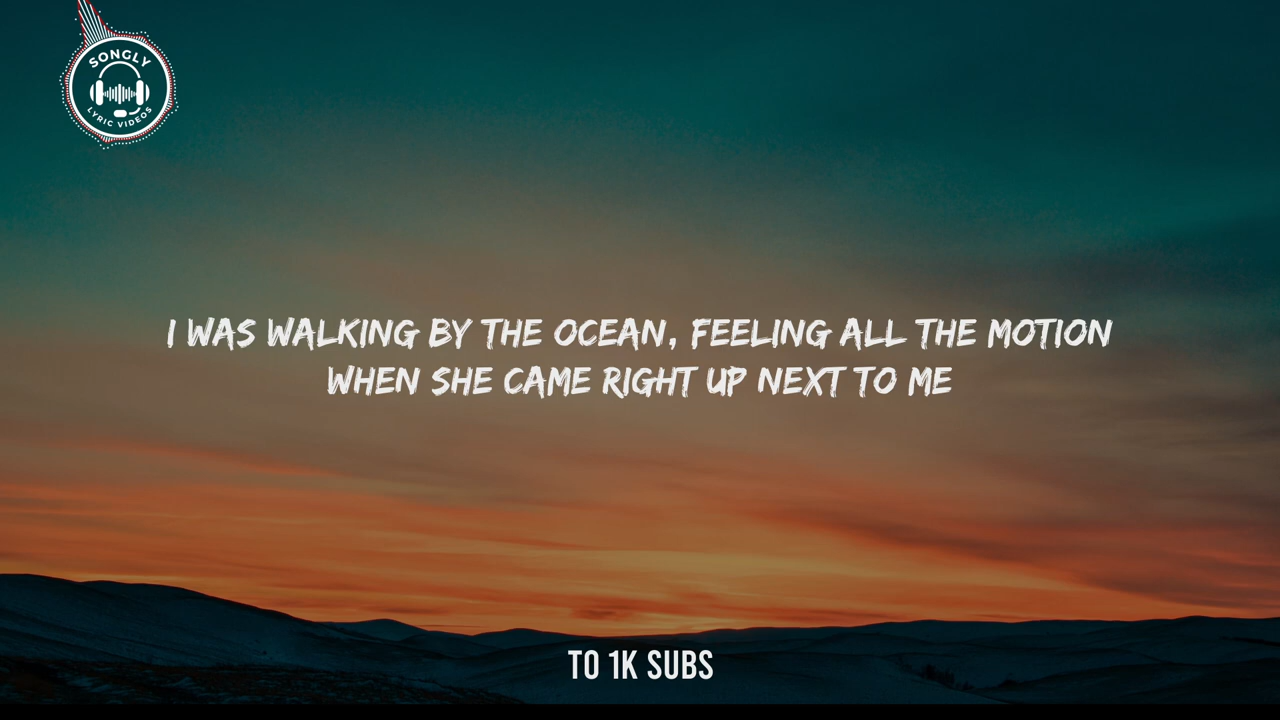 SONGLY
LYRIC VIDEOS
I WAS WALKING BY THE OCEAN, FEELING ALL THE MOTION
WHEN SHE CAME RIGHT UP NEXT TO ME
TO 1K SUBS